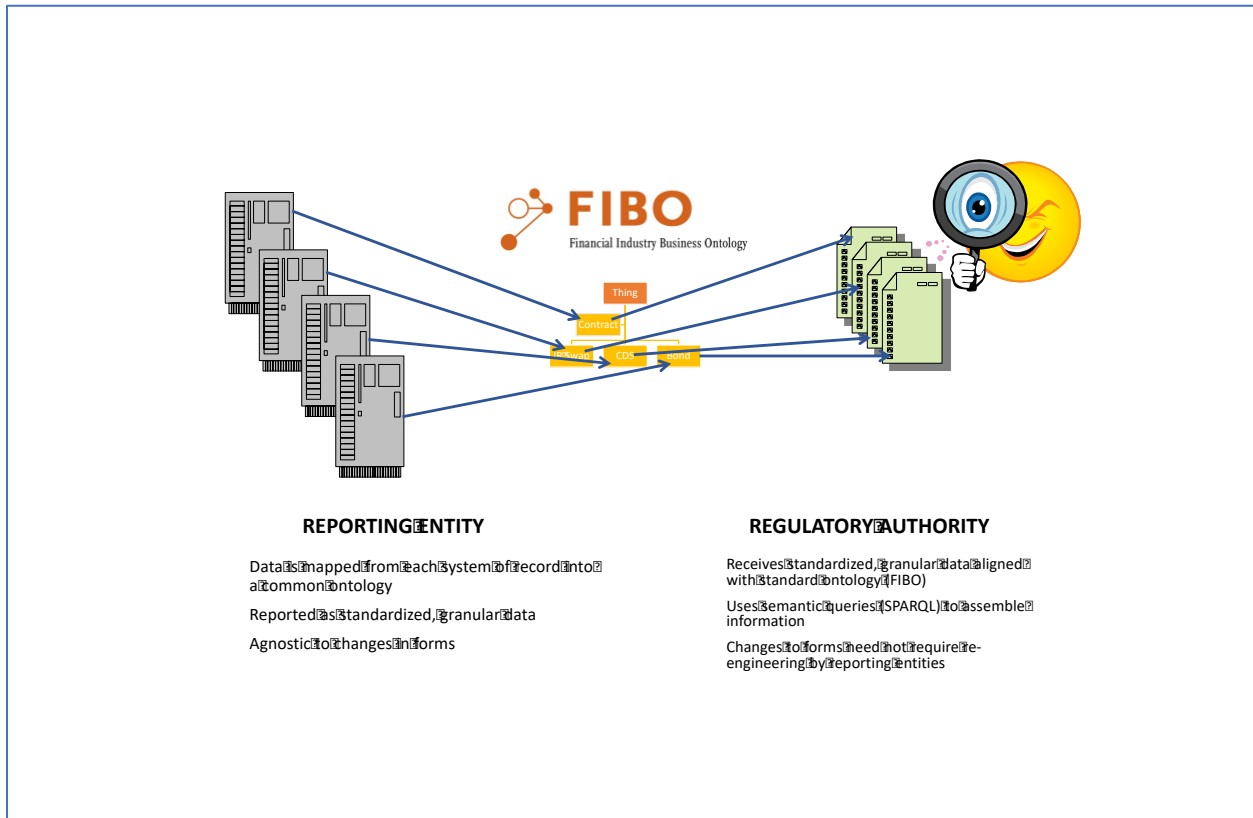 FIBO
Financial Industry Business Ontology
Thing
Contract
IR Swap
CDS
Bond
REPORTING ENTITY
Data is mapped from each system of record into
a common ontology
Reported as standardized, granular data
Agnostic to changes in forms
REGULATORY AUTHORITY
Receives standardized, granular data aligned
with standard ontology (FIBO)
Uses semantic queries (SPARQL) to assemble
information
Changes to forms need not require re-
engineering by reporting entities